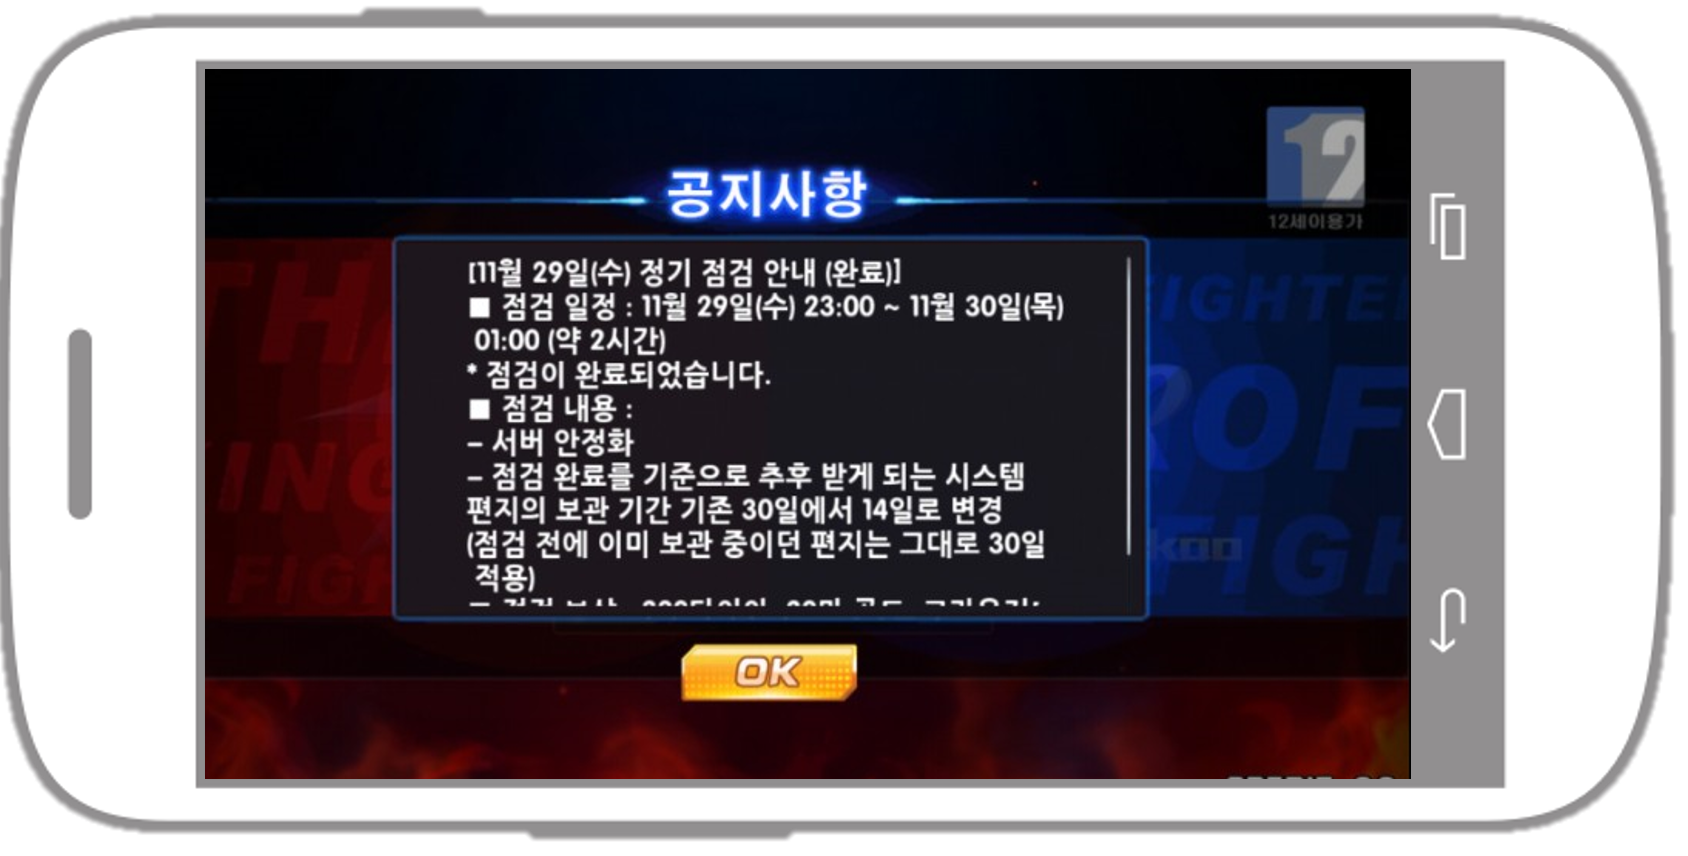 12
12세이용가
공지사항
[11월 29일(수) 정기 점검 안내 (완료)]
■ 점검 일정 : 11월 29일(수) 23:00 ~ 11월 30일(목)
01:00 (약 2시간)
* 점검이 완료되었습니다.
■ 점검 내용 :
– 서버 안정화
– 점검 완료를 기준으로 추후 받게 되는 시스템
편지의 보관 기간 기존 30일에서 14일로 변경
(점검 전에 이미 보관 중이던 편지는 그대로 30일
적용)
OK
TH
ING
FIGH
FIGHTE
OF
FIGH